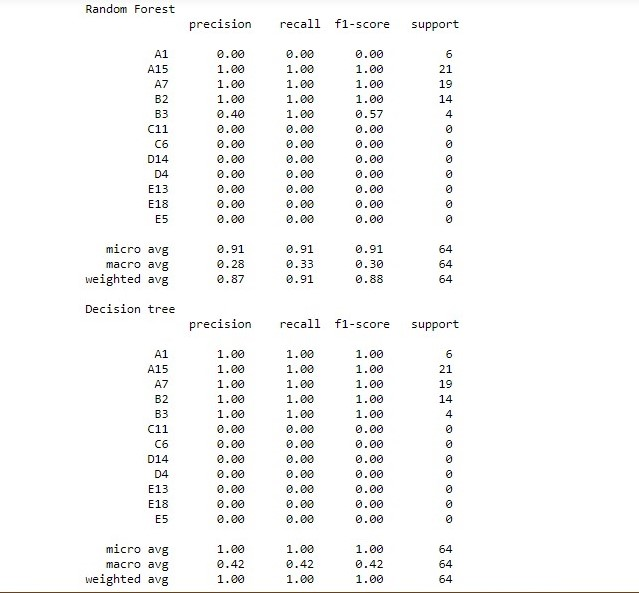 Random Forest
precision recall f1-score support
A1 0.00 0.00 0.00 6
A15 1.00 1.00 1.00 21
A7 1.00 1.00 1.00 19
B2 1.00 1.00 1.00 14
B3 0.40 1.00 0.57 4
C11 0.00 0.00 0.00 0
C6 0.00 0.00 0.00 0
D14 0.00 0.00 0.00 0
D4 0.00 0.00 0.00 0
E13 0.00 0.00 0.00 0
E18 0.00 0.00 0.00 0
E5 0.00 0.00 0.00 0
micro avg 0.91 0.91 0.91 64
macro avg 0.28 0.33 0.30 64
weighted avg 0.87 0.91 0.88 64
Decision tree
precision recall f1-score support
A1 1.00 1.00 1.00 6
A15 1.00 1.00 1.00 21
A7 1.00 1.00 1.00 19
B2 1.00 1.00 1.00 14
B3 1.00 1.00 1.00 4
C11 0.00 0.00 0.00 0
C6 0.00 0.00 0.00 0
D14 0.00 0.00 0.00 0
D4 0.00 0.00 0.00 0
E13 0.00 0.00 0.00 0
E18 0.00 0.00 0.00 0
E5 0.00 0.00 0.00 0
micro avg 1.00 1.00 1.00 64
macro avg 0.42 0.42 0.42 64
weighted avg 1.00 1.00 1.00 64